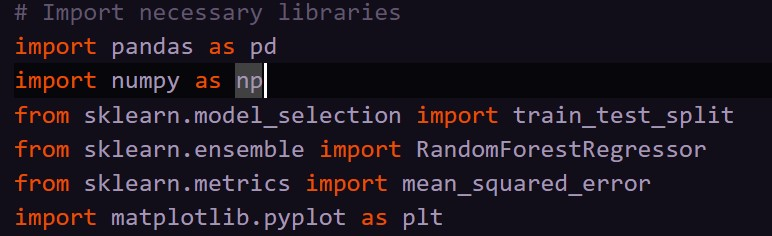 # Import necessary libraries
import pandas as pd
import numpy as np
from sklearn.model_selection import train_test_split
from sklearn.ensemble import RandomForestRegressor
from sklearn.metrics import mean_squared_error
import matplotlib.pyplot as plt